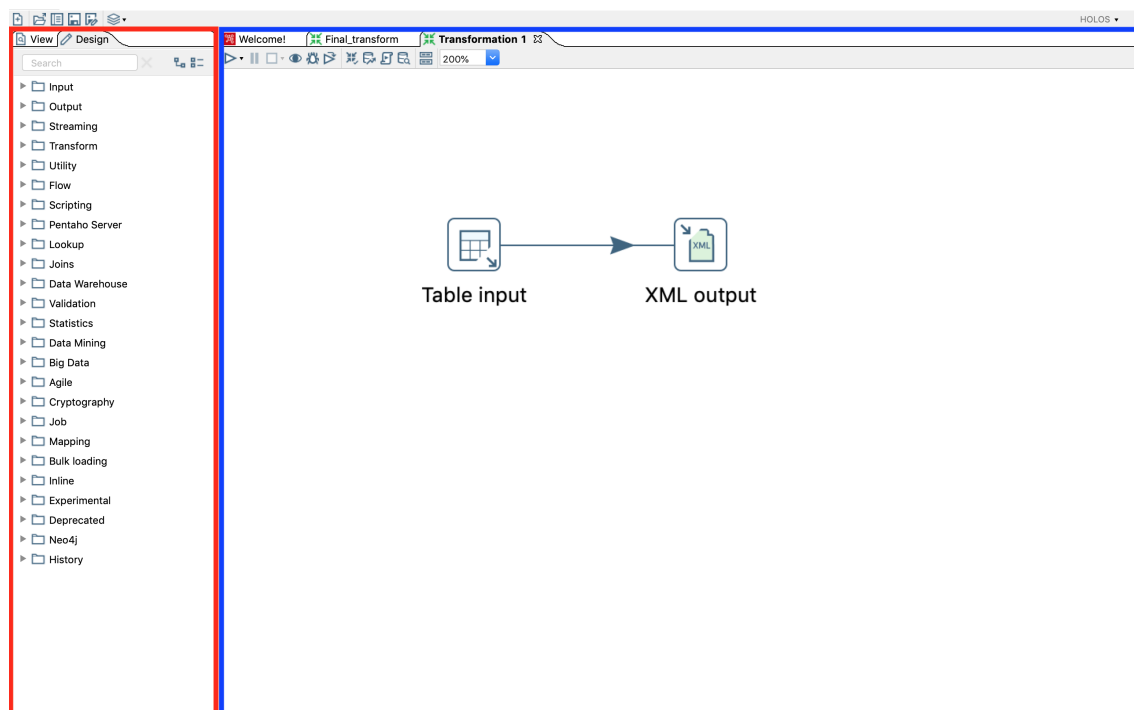 HOLOS
View Design
Welcome! Final_transform Transformation 1
Search
200%
Input
Output
Streaming
Transform
Utility
Flow
Scripting
Pentaho Server
Lookup
Joins
Data Warehouse
Validation
Statistics
Data Mining
Big Data
Agile
Cryptography
Job
Mapping
Bulk loading
Inline
Experimental
Deprecated
Neo4j
History
XML
Table input
XML output